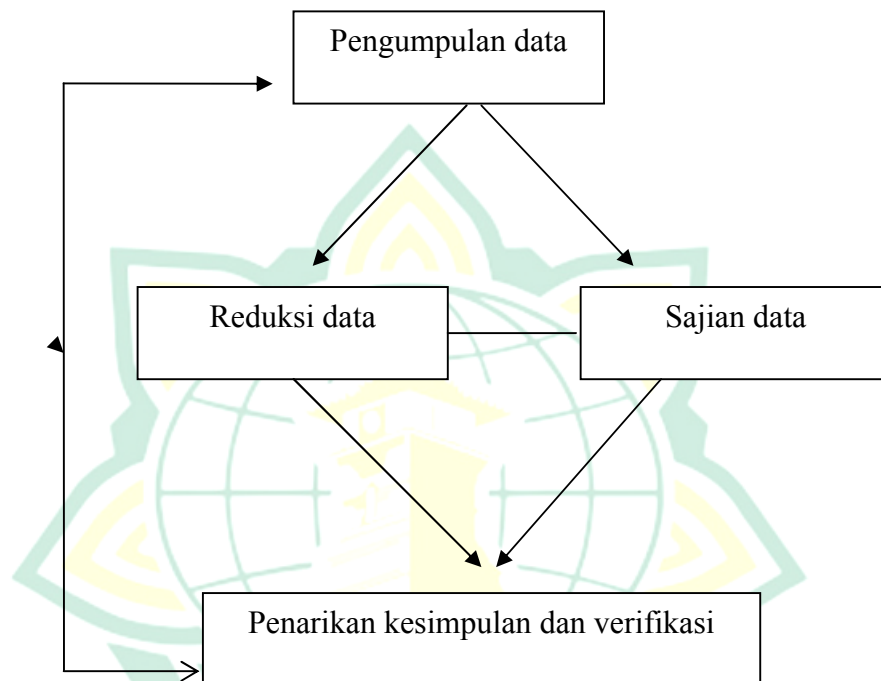 Pengumpulan data
Reduksi data
Sajian data
Penarikan kesimpulan dan verifikasi